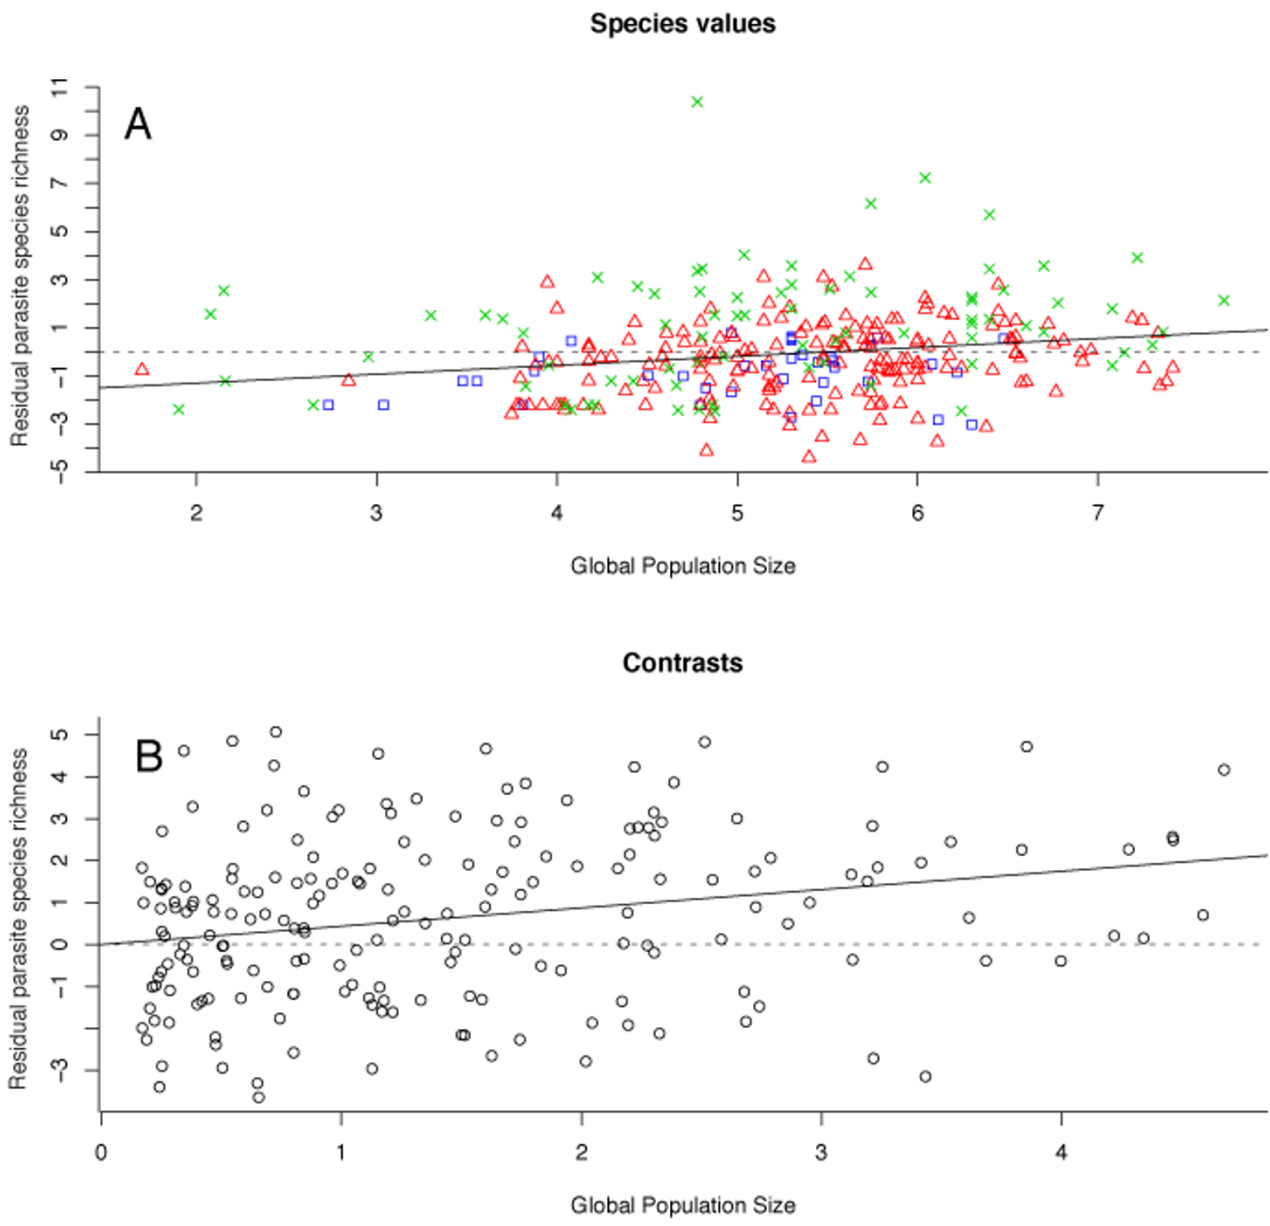 Species values
A
Residual parasite species richness
11
9
7
5
3
1
−1
−3
−5
2 3 4 5 6 7
Global Population Size
Contrasts
B
Residual parasite species richness
5
4
3
2
1
0
−1
−3
0 1 2 3 4
Global Population Size